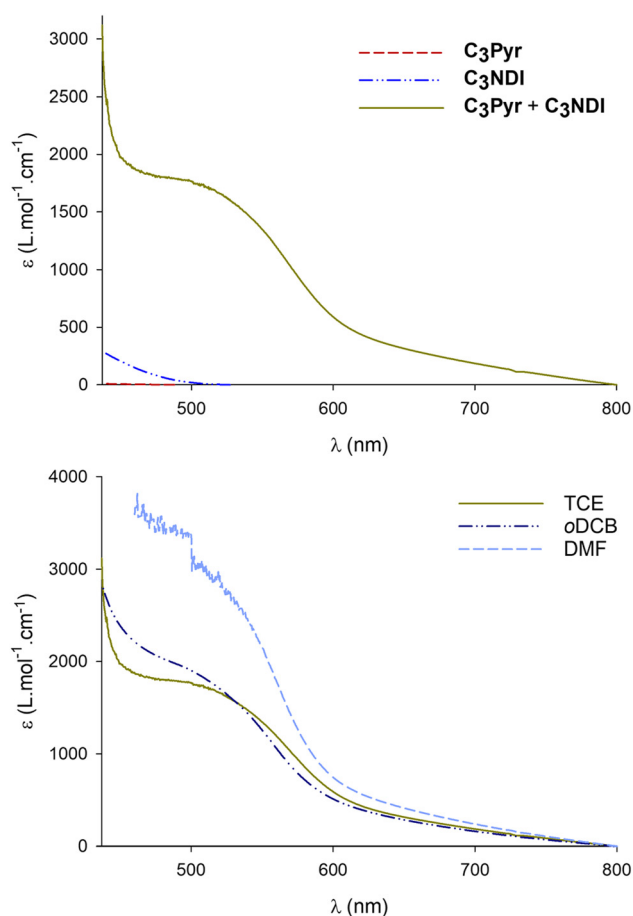 3000
2500
2000
1500
1000
500
0
ε (L.mol⁻¹.cm⁻¹)
C₃Pyr
C₃NDI
C₃Pyr + C₃NDI
500 600 700 800
λ (nm)
4000
3000
2000
1000
0
ε (L.mol⁻¹.cm⁻¹)
TCE
oDCB
DMF
500 600 700 800
λ (nm)